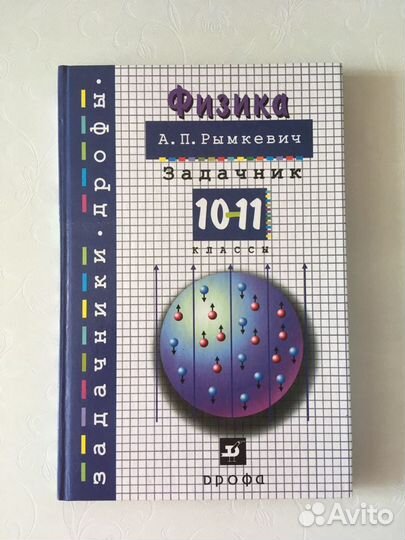 задачники·дрофы·
Физика
А.П.Рымкевич
Задачник
10-11
классы
дрофа
Avito